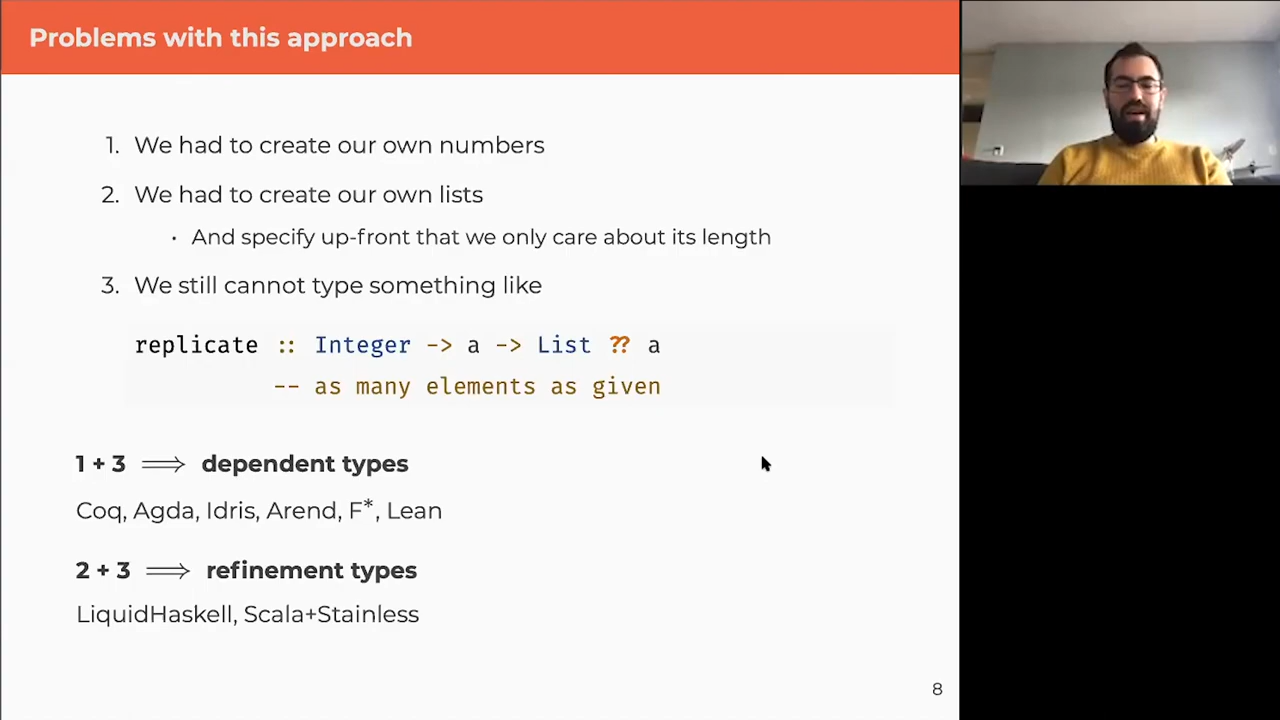 Problems with this approach
1. We had to create our own numbers
2. We had to create our own lists
· And specify up-front that we only care about its length
3. We still cannot type something like
replicate :: Integer -> a -> List ?? a
-- as many elements as given
1 + 3 ⟹ dependent types
Coq, Agda, Idris, Arend, F*, Lean
2 + 3 ⟹ refinement types
LiquidHaskell, Scala+Stainless
8